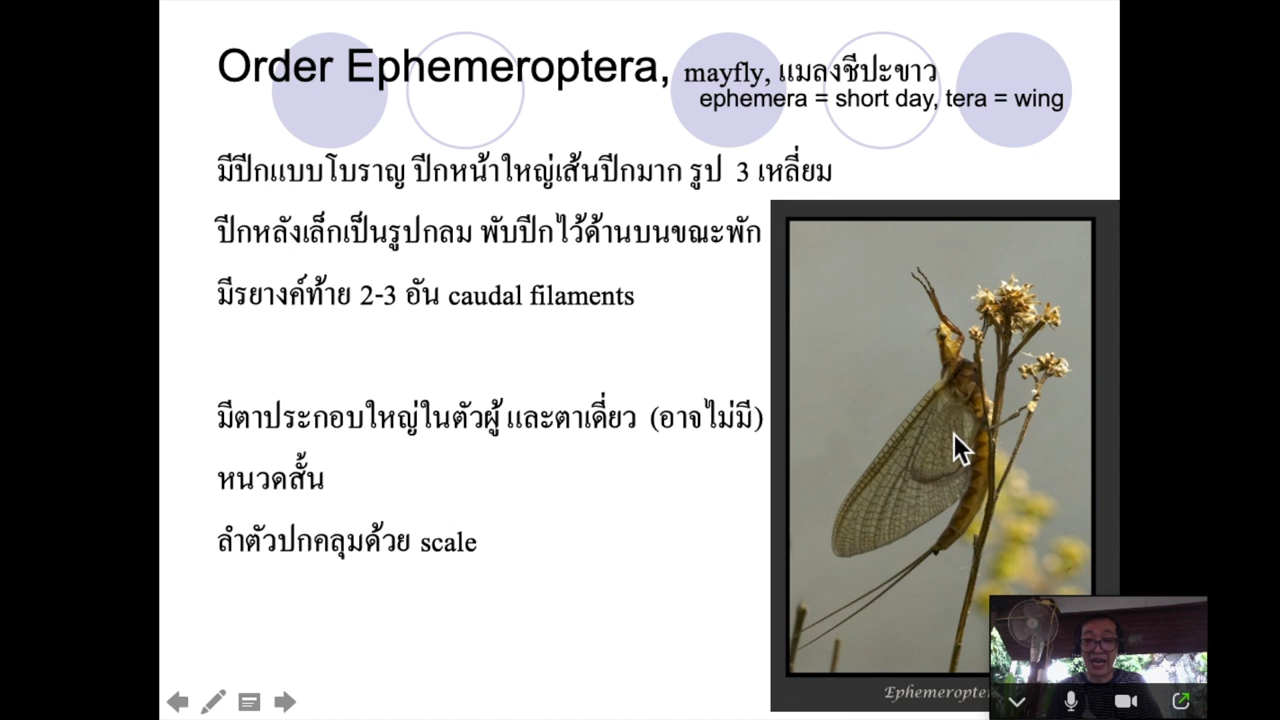 Order Ephemeroptera, mayfly, แมลงชีปะขาว
ephemera = short day, tera = wing
มีปีกแบบโบราญ ปีกหน้าใหญ่เส้นปีกมาก รูป 3 เหลี่ยม
ปีกหลังเล็กเป็นรูปกลม พับปีกไว้ด้านบนขณะพัก
มีรยางค์ท้าย 2-3 อัน caudal filaments
มีตาประกอบใหญ่ในตัวผู้ และตาเดี่ยว (อาจไม่มี)
หนวดสั้น
ลำตัวปกคลุมด้วย scale